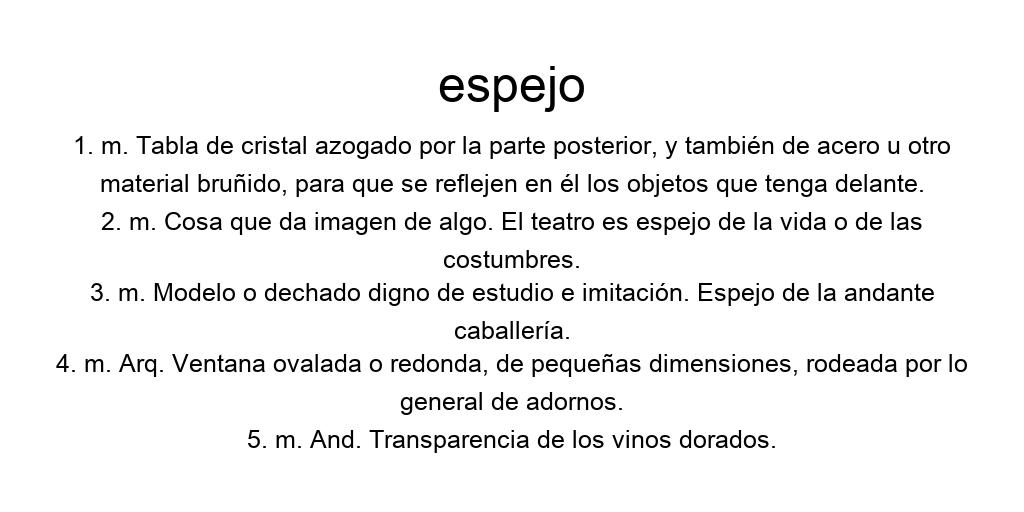 espejo
1. m. Tabla de cristal azogado por la parte posterior, y también de acero u otro
material bruñido, para que se reflejen en él los objetos que tenga delante.
2. m. Cosa que da imagen de algo. El teatro es espejo de la vida o de las
costumbres.
3. m. Modelo o dechado digno de estudio e imitación. Espejo de la andante
caballería.
4. m. Arq. Ventana ovalada o redonda, de pequeñas dimensiones, rodeada por lo
general de adornos.
5. m. And. Transparencia de los vinos dorados.